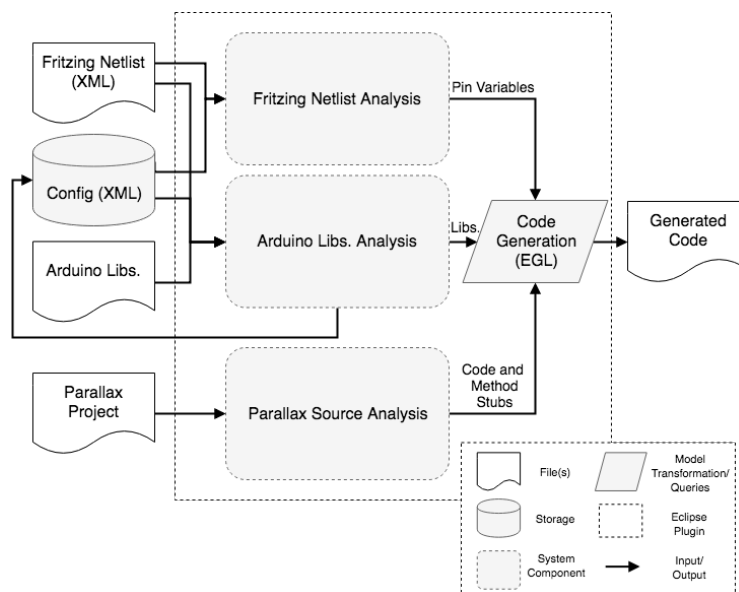 Fritzing Netlist
(XML)
Fritzing Netlist Analysis
Pin Variables
Config (XML)
Arduino Libs. Analysis
Libs.
Code
Generation
(EGL)
Generated
Code
Arduino Libs.
Parallax
Project
Parallax Source Analysis
Code and
Method
Stubs
File(s)
Model
Transformation/
Queries
Storage
Eclipse
Plugin
System
Component
Input/
Output